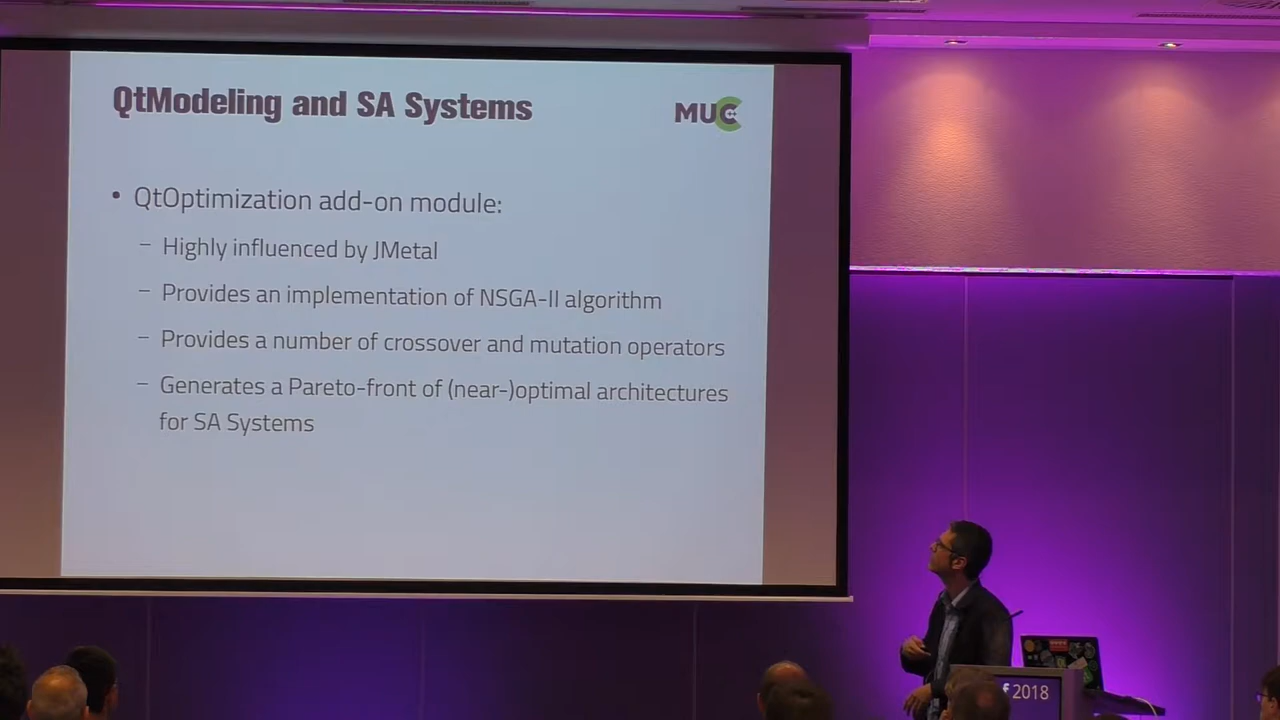 QtModeling and SA Systems
MUC++
• QtOptimization add-on module:
– Highly influenced by JMetal
– Provides an implementation of NSGA-II algorithm
– Provides a number of crossover and mutation operators
– Generates a Pareto-front of (near-)optimal architectures
for SA Systems
f 2018